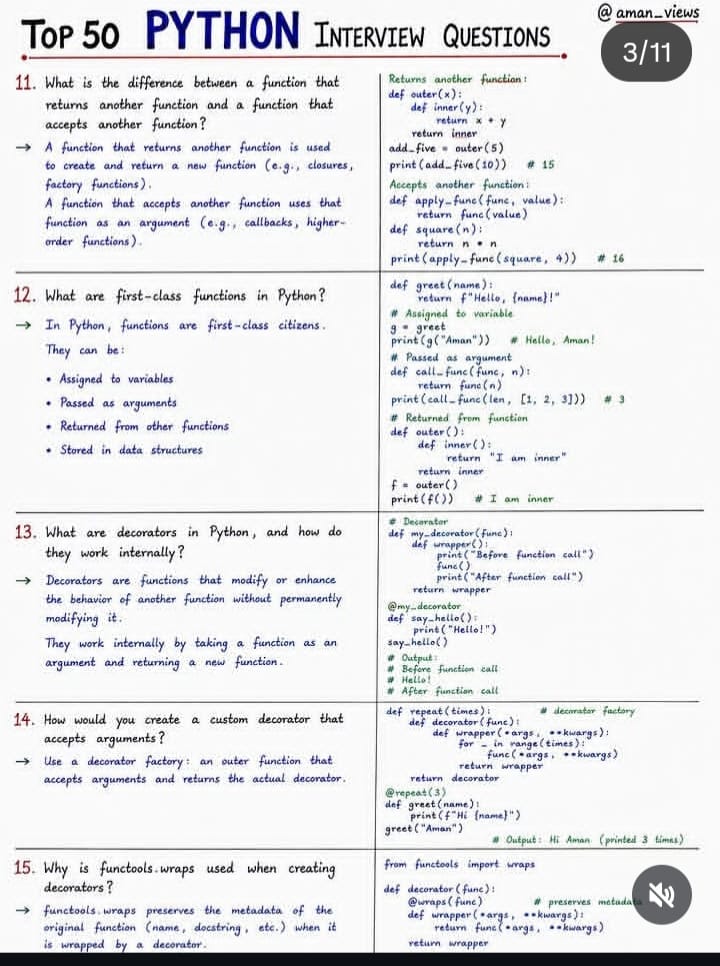 @ aman_views
TOP 50 PYTHON INTERVIEW QUESTIONS
3/11
11. What is the difference between a function that
returns another function and a function that
accepts another function?
→ A function that returns another function is used
to create and return a new function (e.g., closures,
factory functions).
A function that accepts another function uses that
function as an argument (e.g., callbacks, higher-
order functions).
Returns another function:
def outer(x):
def inner(y):
return x + y
return inner
add_five = outer(5)
print(add_five(10)) # 15
Accepts another function:
def apply_func(func, value):
return func(value)
def square(n):
return n * n
print(apply_func(square, 4)) # 16
12. What are first-class functions in Python?
→ In Python, functions are first-class citizens.
They can be:
• Assigned to variables
• Passed as arguments
• Returned from other functions
• Stored in data structures
def greet(name):
return f"Hello, {name}!"
# Assigned to variable
g = greet
print(g("Aman")) # Hello, Aman!
# Passed as argument
def call_func(func, n):
return func(n)
print(call_func(len, [1, 2, 3])) # 3
# Returned from function
def outer():
def inner():
return "I am inner"
return inner
f = outer()
print(f()) # I am inner
13. What are decorators in Python, and how do
they work internally?
→ Decorators are functions that modify or enhance
the behavior of another function without permanently
modifying it.
They work internally by taking a function as an
argument and returning a new function.
# Decorator
def my_decorator(func):
def wrapper():
print("Before function call")
func()
print("After function call")
return wrapper
@my_decorator
def say_hello():
print("Hello!")
say_hello()
# Output:
# Before function call
# Hello!
# After function call
14. How would you create a custom decorator that
accepts arguments?
→ Use a decorator factory: an outer function that
accepts arguments and returns the actual decorator.
def repeat(times): # decorator factory
def decorator(func):
def wrapper(*args, **kwargs):
for _ in range(times):
func(*args, **kwargs)
return wrapper
return decorator
@repeat(3)
def greet(name):
print(f"Hi {name}")
greet("Aman")
# Output: Hi Aman (printed 3 times)
15. Why is functools.wraps used when creating
decorators?
→ functools.wraps preserves the metadata of the
original function (name, docstring, etc.) when it
is wrapped by a decorator.
from functools import wraps
def decorator(func):
@wraps(func) # preserves metadata
def wrapper(*args, **kwargs):
return func(*args, **kwargs)
return wrapper